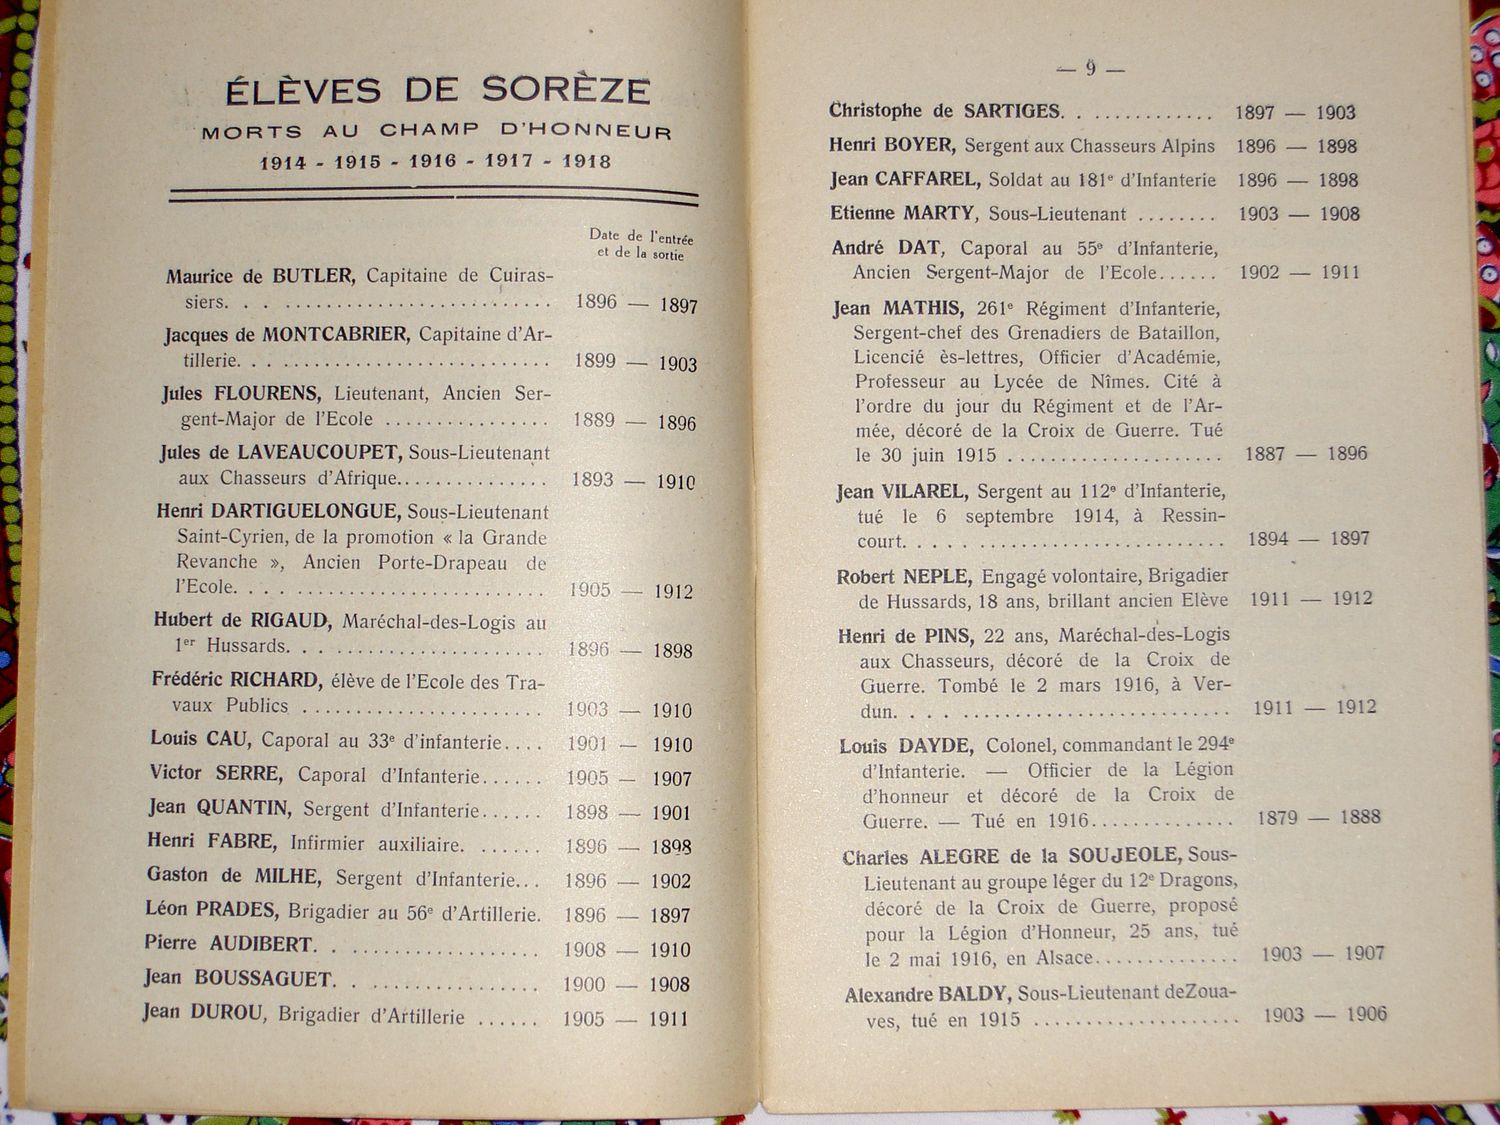 ÉLÈVES DE SORÈZE
MORTS AU CHAMP D'HONNEUR
1914 - 1915 - 1916 - 1917 - 1918
Date de l'entrée
et de la sortie
Maurice de BUTLER, Capitaine de Cuiras-
siers. . . . . . . . . . . . . . . . . . . . . . . . . . 1896 — 1897
Jacques de MONTCABRIER, Capitaine d'Ar-
tillerie. . . . . . . . . . . . . . . . . . . . . . . . . 1899 — 1903
Jules FLOURENS, Lieutenant, Ancien Ser-
gent-Major de l'Ecole . . . . . . . . . . . . . . . . 1889 — 1896
Jules de LAVEAUCOUPET, Sous-Lieutenant
aux Chasseurs d'Afrique. . . . . . . . . . . . . . . 1893 — 1910
Henri DARTIGUELONGUE, Sous-Lieutenant
Saint-Cyrien, de la promotion « la Grande
Revanche », Ancien Porte-Drapeau de
l'Ecole. . . . . . . . . . . . . . . . . . . . . . . . . 1905 — 1912
Hubert de RIGAUD, Maréchal-des-Logis au
1er Hussards. . . . . . . . . . . . . . . . . . . . . 1896 — 1898
Frédéric RICHARD, élève de l'Ecole des Tra-
vaux Publics . . . . . . . . . . . . . . . . . . . . . 1903 — 1910
Louis CAU, Caporal au 33e d'infanterie. . . . 1901 — 1910
Victor SERRE, Caporal d'Infanterie. . . . . . 1905 — 1907
Jean QUANTIN, Sergent d'Infanterie. . . . . . 1898 — 1901
Henri FABRE, Infirmier auxiliaire. . . . . . . 1896 — 1898
Gaston de MILHE, Sergent d'Infanterie. . . 1896 — 1902
Léon PRADES, Brigadier au 56e d'Artillerie. 1896 — 1897
Pierre AUDIBERT. . . . . . . . . . . . . . . . . . . 1908 — 1910
Jean BOUSSAGUET. . . . . . . . . . . . . . . . . . 1900 — 1908
Jean DUROU, Brigadier d'Artillerie . . . . . . 1905 — 1911
— 9 —
Christophe de SARTIGES. . . . . . . . . . . . . . 1897 — 1903
Henri BOYER, Sergent aux Chasseurs Alpins 1896 — 1898
Jean CAFFAREL, Soldat au 181e d'Infanterie 1896 — 1898
Etienne MARTY, Sous-Lieutenant . . . . . . . . 1903 — 1908
André DAT, Caporal au 55e d'Infanterie,
Ancien Sergent-Major de l'Ecole. . . . . . 1902 — 1911
Jean MATHIS, 261e Régiment d'Infanterie,
Sergent-chef des Grenadiers de Bataillon,
Licencié ès-lettres, Officier d'Académie,
Professeur au Lycée de Nîmes. Cité à
l'ordre du jour du Régiment et de l'Ar-
mée, décoré de la Croix de Guerre. Tué
le 30 juin 1915 . . . . . . . . . . . . . . . . . . . . . 1887 — 1896
Jean VILAREL, Sergent au 112e d'Infanterie,
tué le 6 septembre 1914, à Ressin-
court. . . . . . . . . . . . . . . . . . . . . . . . . . . 1894 — 1897
Robert NEPLE, Engagé volontaire, Brigadier
de Hussards, 18 ans, brillant ancien Elève 1911 — 1912
Henri de PINS, 22 ans, Maréchal-des-Logis
aux Chasseurs, décoré de la Croix de
Guerre. Tombé le 2 mars 1916, à Ver-
dun. . . . . . . . . . . . . . . . . . . . . . . . . . . . 1911 — 1912
Louis DAYDE, Colonel, commandant le 294e
d'Infanterie. — Officier de la Légion
d'honneur et décoré de la Croix de
Guerre. — Tué en 1916. . . . . . . . . . . . . . 1879 — 1888
Charles ALEGRE de la SOUJEOLE, Sous-
Lieutenant au groupe léger du 12e Dragons,
décoré de la Croix de Guerre, proposé
pour la Légion d'Honneur, 25 ans, tué
le 2 mai 1916, en Alsace. . . . . . . . . . . . . . 1903 — 1907
Alexandre BALDY, Sous-Lieutenant deZoua-
ves, tué en 1915 . . . . . . . . . . . . . . . . . . . 1903 — 1906